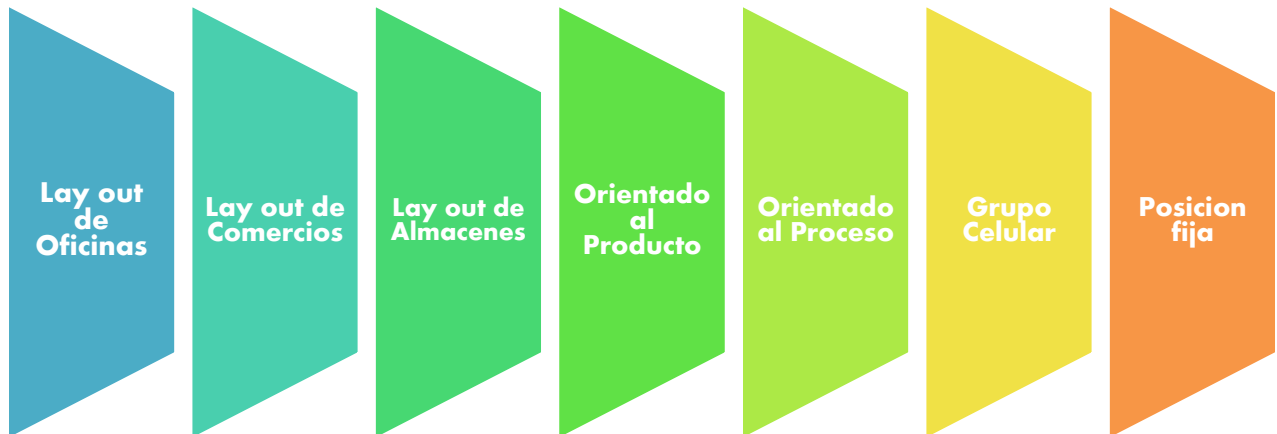 Lay out
de
Oficinas
Lay out de
Comercios
Lay out de
Almacenes
Orientado
al
Producto
Orientado
al Proceso
Grupo
Celular
Posicion
fija